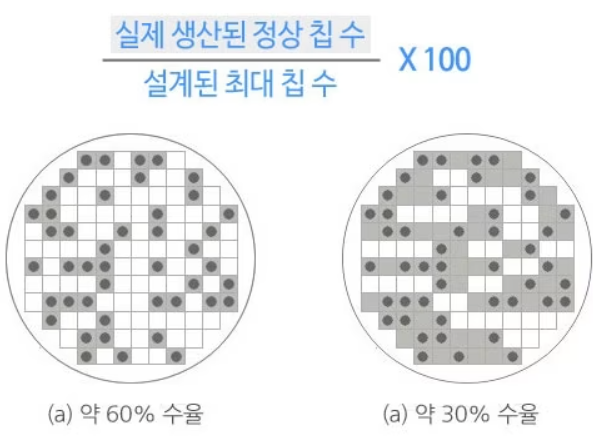 실제 생산된 정상 칩 수
설계된 최대 칩 수
X 100
(a) 약 60% 수율
(a) 약 30% 수율